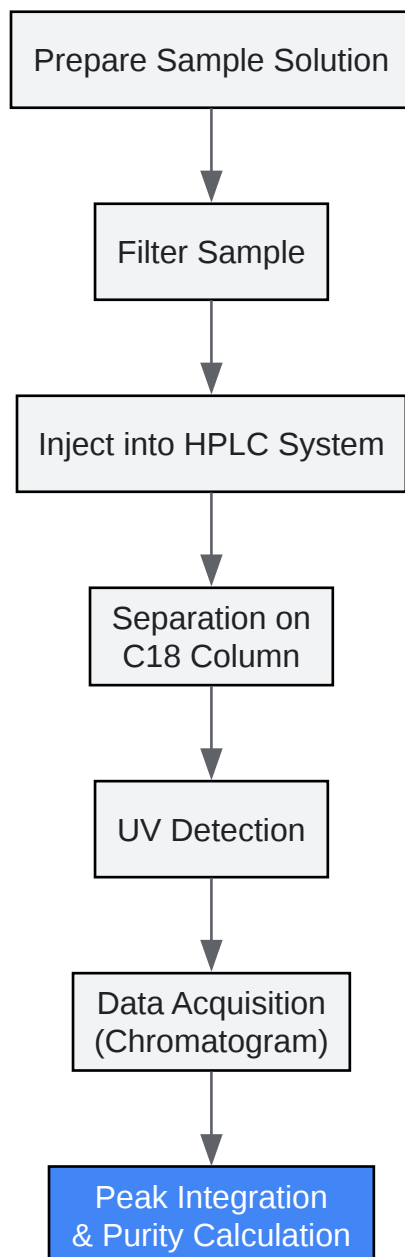 Prepare Sample Solution
Filter Sample
Inject into HPLC System
Separation on
C18 Column
UV Detection
Data Acquisition
(Chromatogram)
Peak Integration
& Purity Calculation